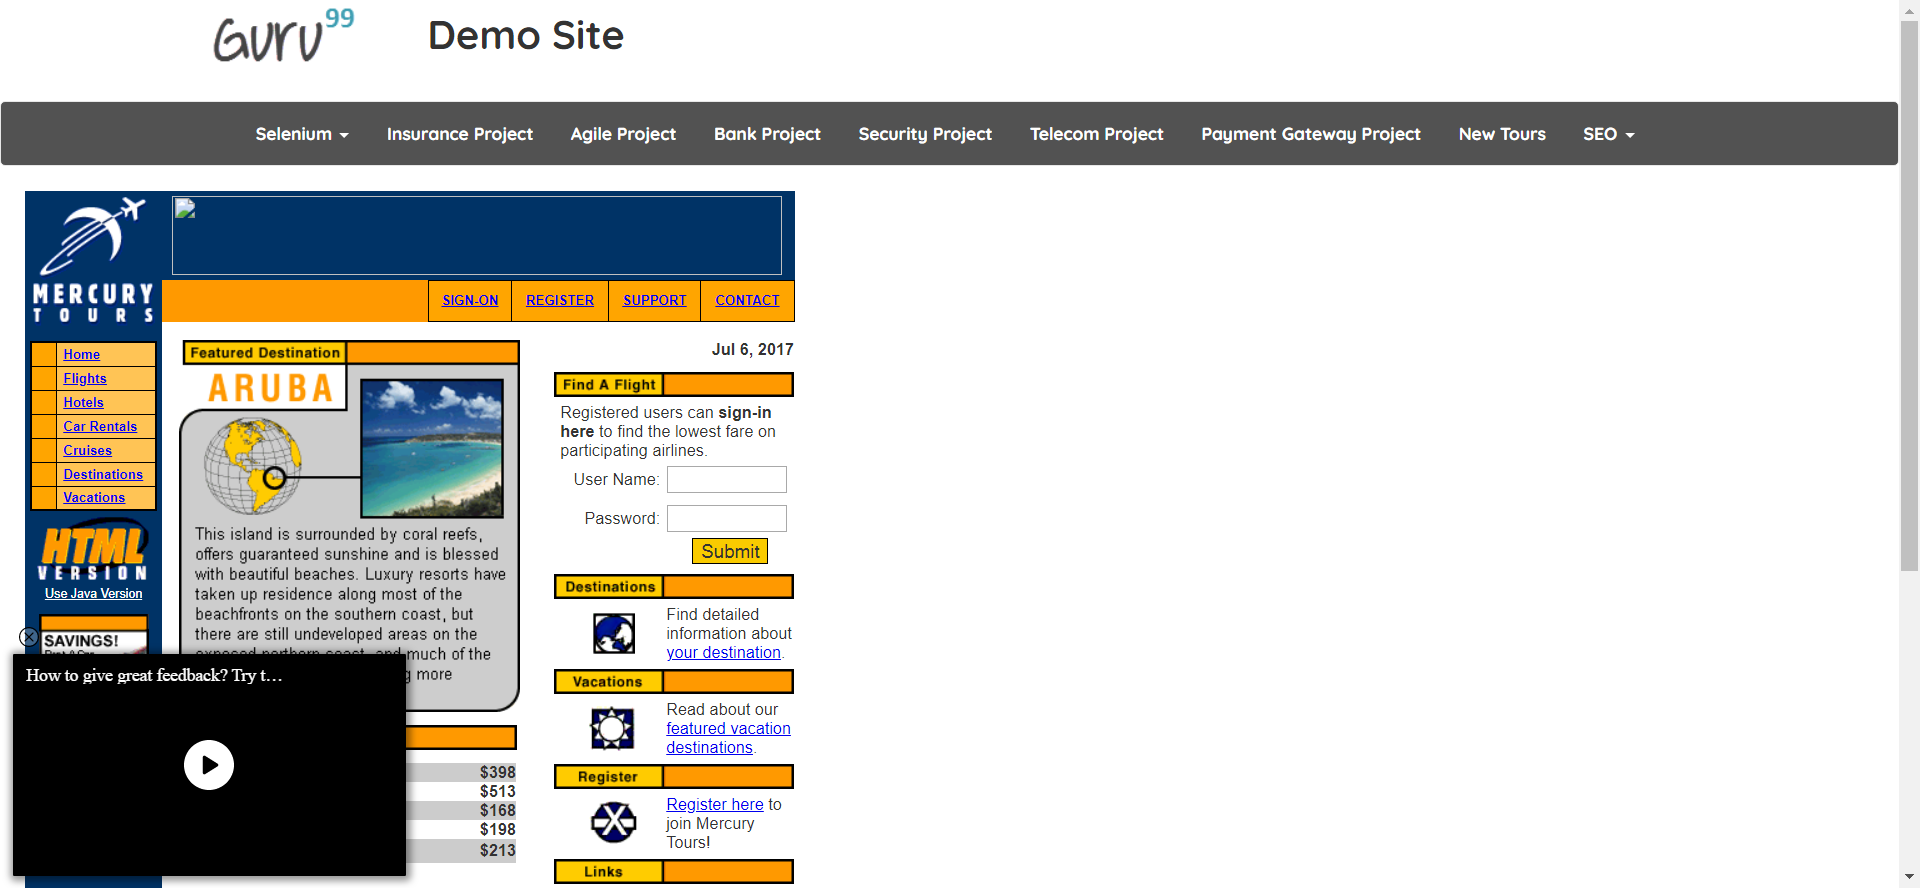 Guru99
Demo Site
Selenium
Insurance Project
Agile Project
Bank Project
Security Project
Telecom Project
Payment Gateway Project
New Tours
SEO
MERCURY
TOURS
SIGN-ON
REGISTER
SUPPORT
CONTACT
Home
Flights
Hotels
Car Rentals
Cruises
Destinations
Vacations
HTML
VERSION
Use Java Version
SAVINGS!
How to give great feedback? Try t…
Featured Destination
ARUBA
This island is surrounded by coral reefs,
offers guaranteed sunshine and is blessed
with beautiful beaches. Luxury resorts have
taken up residence along most of the
beachfronts on the southern coast, but
there are still undeveloped areas on the
exposed northern coast, and much of the
more
$398
$513
$168
$198
$213
Jul 6, 2017
Find A Flight
Registered users can sign-in
here to find the lowest fare on
participating airlines.
User Name:
Password:
Submit
Destinations
Find detailed
information about
your destination.
Vacations
Read about our
featured vacation
destinations.
Register
Register here to
join Mercury
Tours!
Links